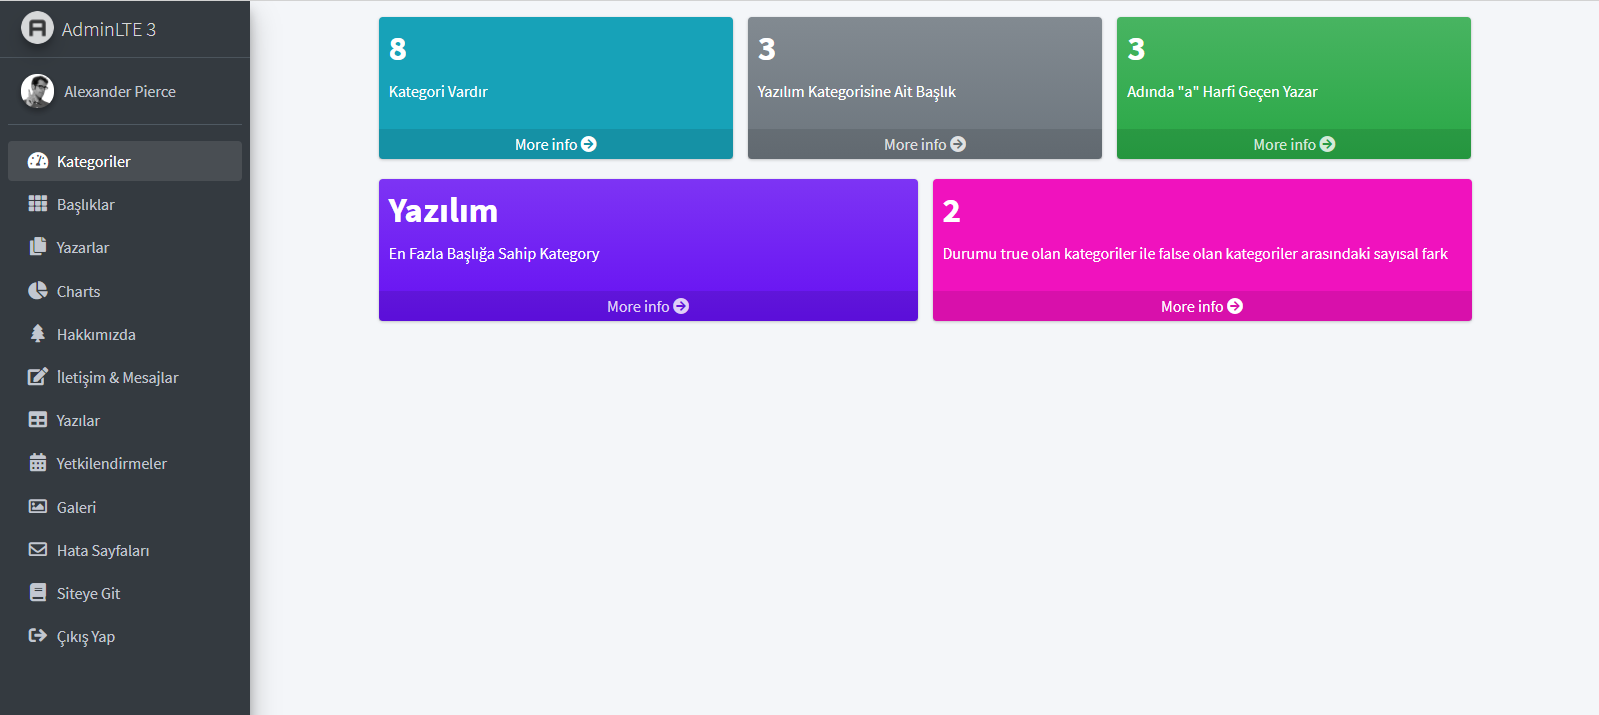 AdminLTE 3
Alexander Pierce
Kategoriler
Başlıklar
Yazarlar
Charts
Hakkımızda
İletişim & Mesajlar
Yazılar
Yetkilendirmeler
Galeri
Hata Sayfaları
Siteye Git
Çıkış Yap
8
Kategori Vardır
More info
3
Yazılım Kategorisine Ait Başlık
More info
3
Adında "a" Harfi Geçen Yazar
More info
Yazılım
En Fazla Başlığa Sahip Kategory
More info
2
Durumu true olan kategoriler ile false olan kategoriler arasındaki sayısal fark
More info